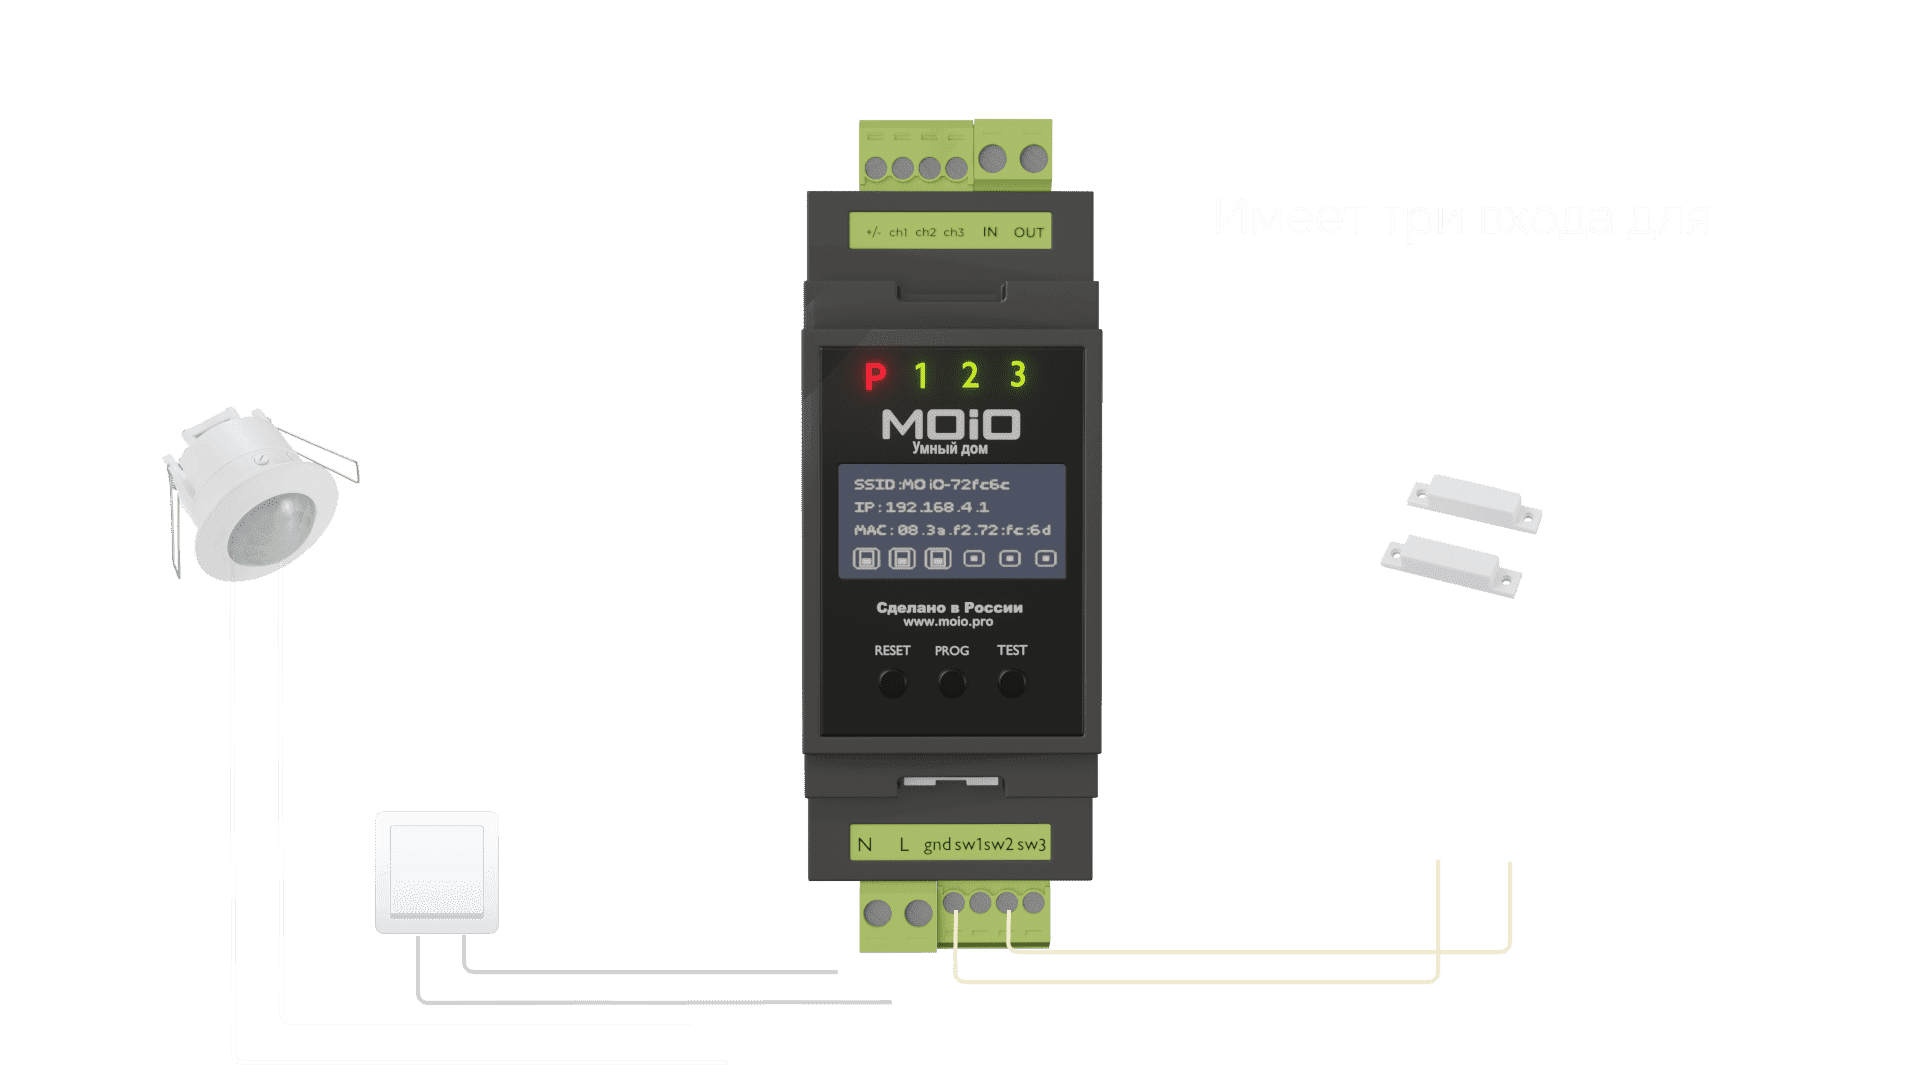 Имеет три входа для
+/- ch1 ch2 ch3 IN OUT
P 1 2 3
MOiO
Умный дом
SSID:MOiO-72fc6c
IP:192.168.4.1
MAC:08.3a.f2.72:fc:6d
Сделано в России
www.moio.pro
RESET PROG TEST
N L gnd sw1 sw2 sw3